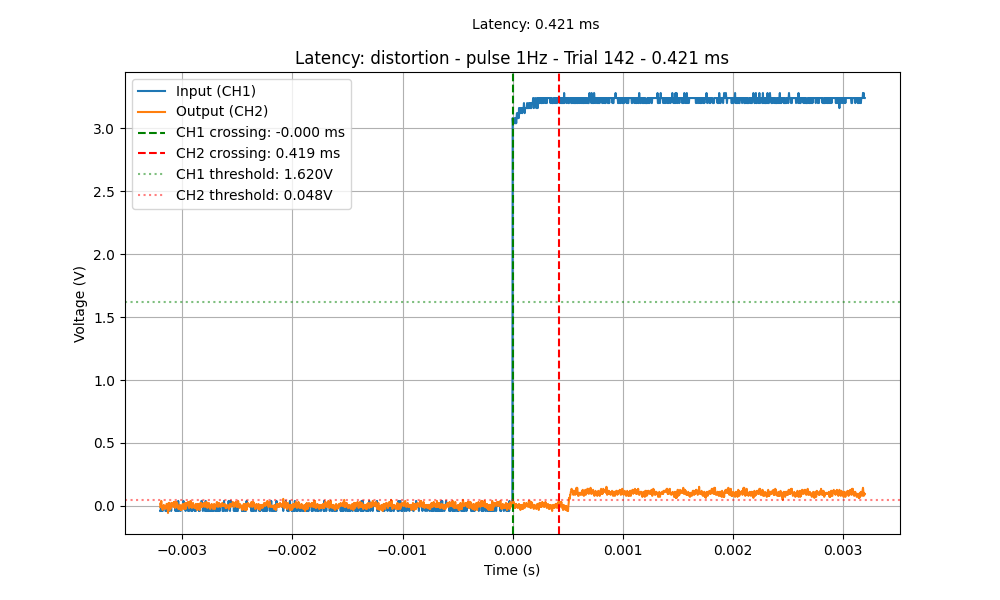 Latency: 0.421 ms
Latency: distortion - pulse 1Hz - Trial 142 - 0.421 ms
Input (CH1)
Output (CH2)
CH1 crossing: -0.000 ms
CH2 crossing: 0.419 ms
CH1 threshold: 1.620V
CH2 threshold: 0.048V
3.0
2.5
2.0
1.5
1.0
0.5
0.0
Voltage (V)
−0.003 −0.002 −0.001 0.000 0.001 0.002 0.003
Time (s)